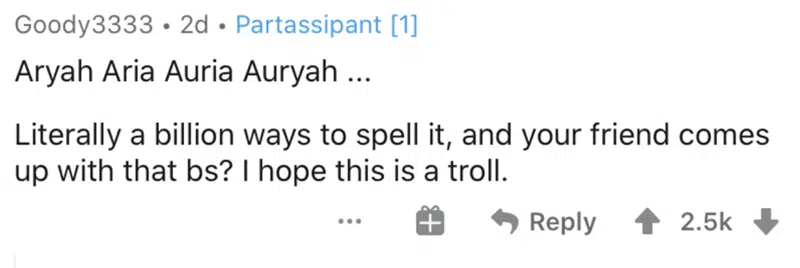 Goody3333 • 2d • Partassipant [1]
Aryah Aria Auria Auryah ...
Literally a billion ways to spell it, and your friend comes
up with that bs? I hope this is a troll.
... Reply 2.5k